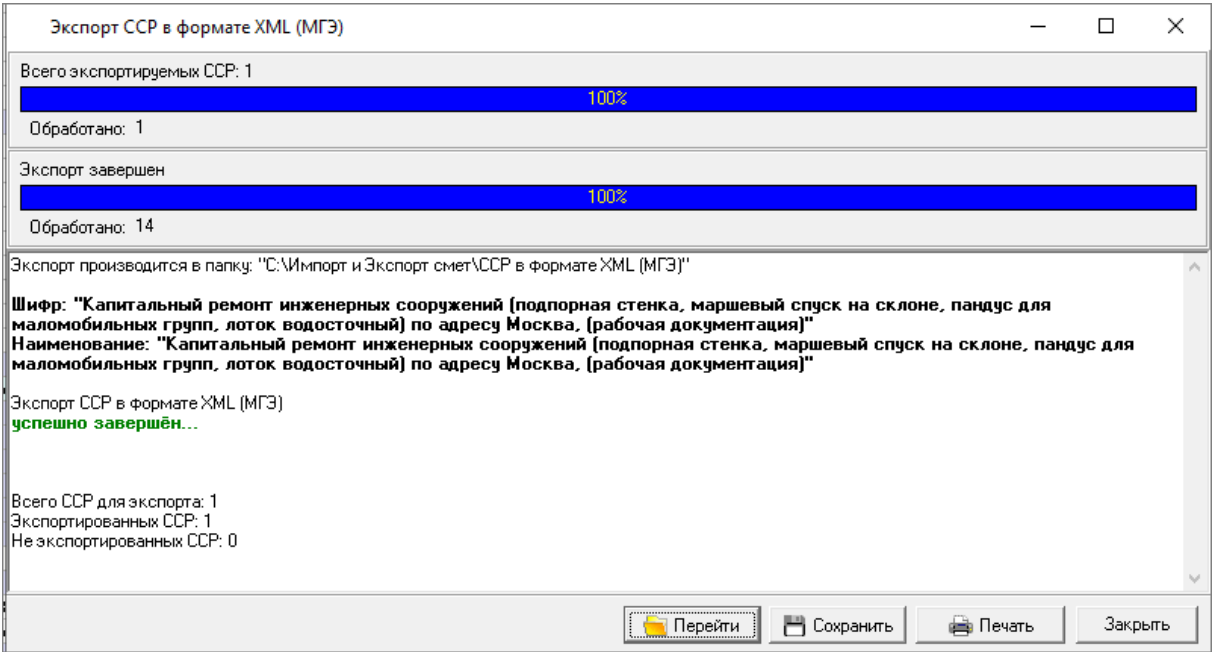 Экспорт ССР в формате XML (МГЭ)
Всего экспортируемых ССР: 1
100%
Обработано: 1
Экспорт завершен
100%
Обработано: 14
Экспорт производится в папку: "C:\Импорт и Экспорт смет\ССР в формате XML (МГЭ)"
Шифр: "Капитальный ремонт инженерных сооружений (подпорная стенка, маршевый спуск на склоне, пандус для
маломобильных групп, лоток водосточный) по адресу Москва, (рабочая документация)"
Наименование: "Капитальный ремонт инженерных сооружений (подпорная стенка, маршевый спуск на склоне, пандус для
маломобильных групп, лоток водосточный) по адресу Москва, (рабочая документация)"
Экспорт ССР в формате XML (МГЭ)
успешно завершён...
Всего ССР для экспорта: 1
Экспортированных ССР: 1
Не экспортированных ССР: 0
Перейти Сохранить Печать Закрыть